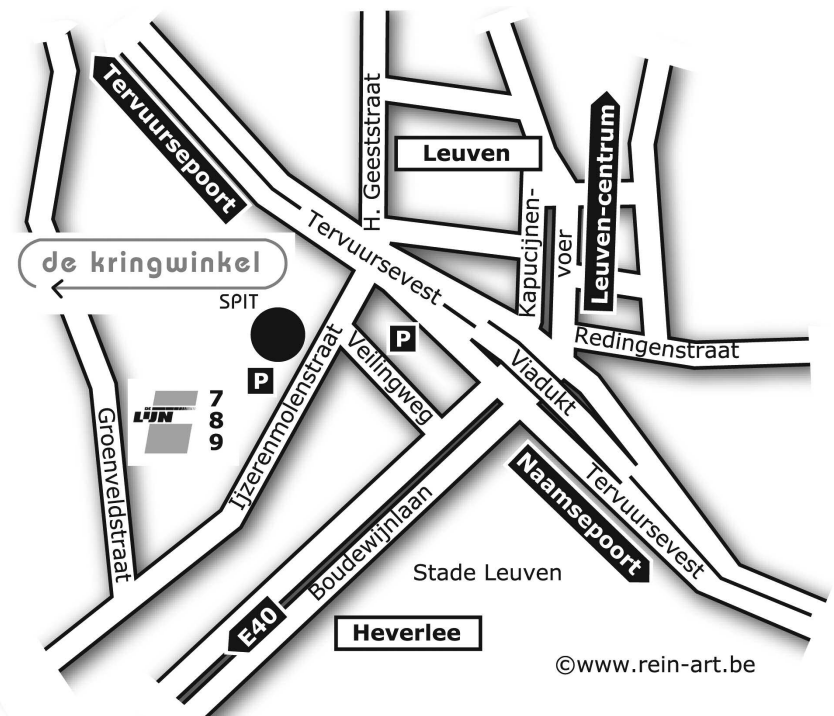 Tervuursepoort
H. Geeststraat
Leuven
Leuven-centrum
Kapucijnen-
voer
Tervuursevest
de kringwinkel
SPIT
P
P
Veilingweg
Redingenstraat
Viadukt
DE
LIJN
7
8
9
Groenveldstraat
Ijzerenmolenstraat
Naamsepoort
Tervuursevest
Boudewijnlaan
Stade Leuven
E40
Heverlee
©www.rein-art.be